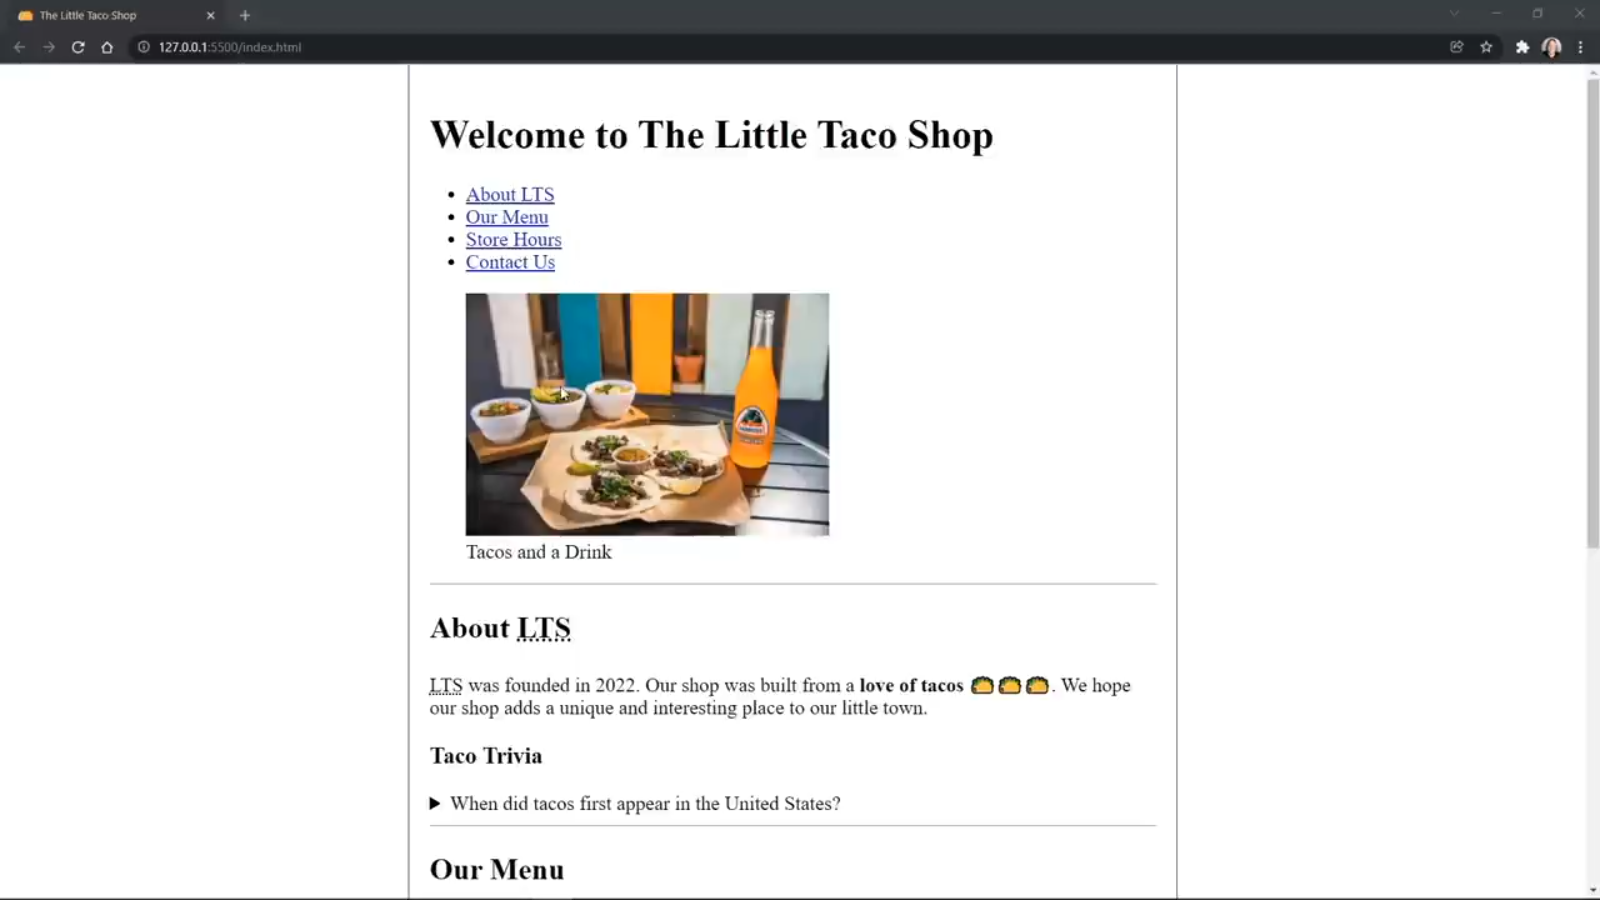 The Little Taco Shop
127.0.0.1:5500/index.html
Welcome to The Little Taco Shop
About LTS
Our Menu
Store Hours
Contact Us
Tacos and a Drink
About LTS
LTS was founded in 2022. Our shop was built from a love of tacos 🌮🌮🌮. We hope
our shop adds a unique and interesting place to our little town.
Taco Trivia
When did tacos first appear in the United States?
Our Menu